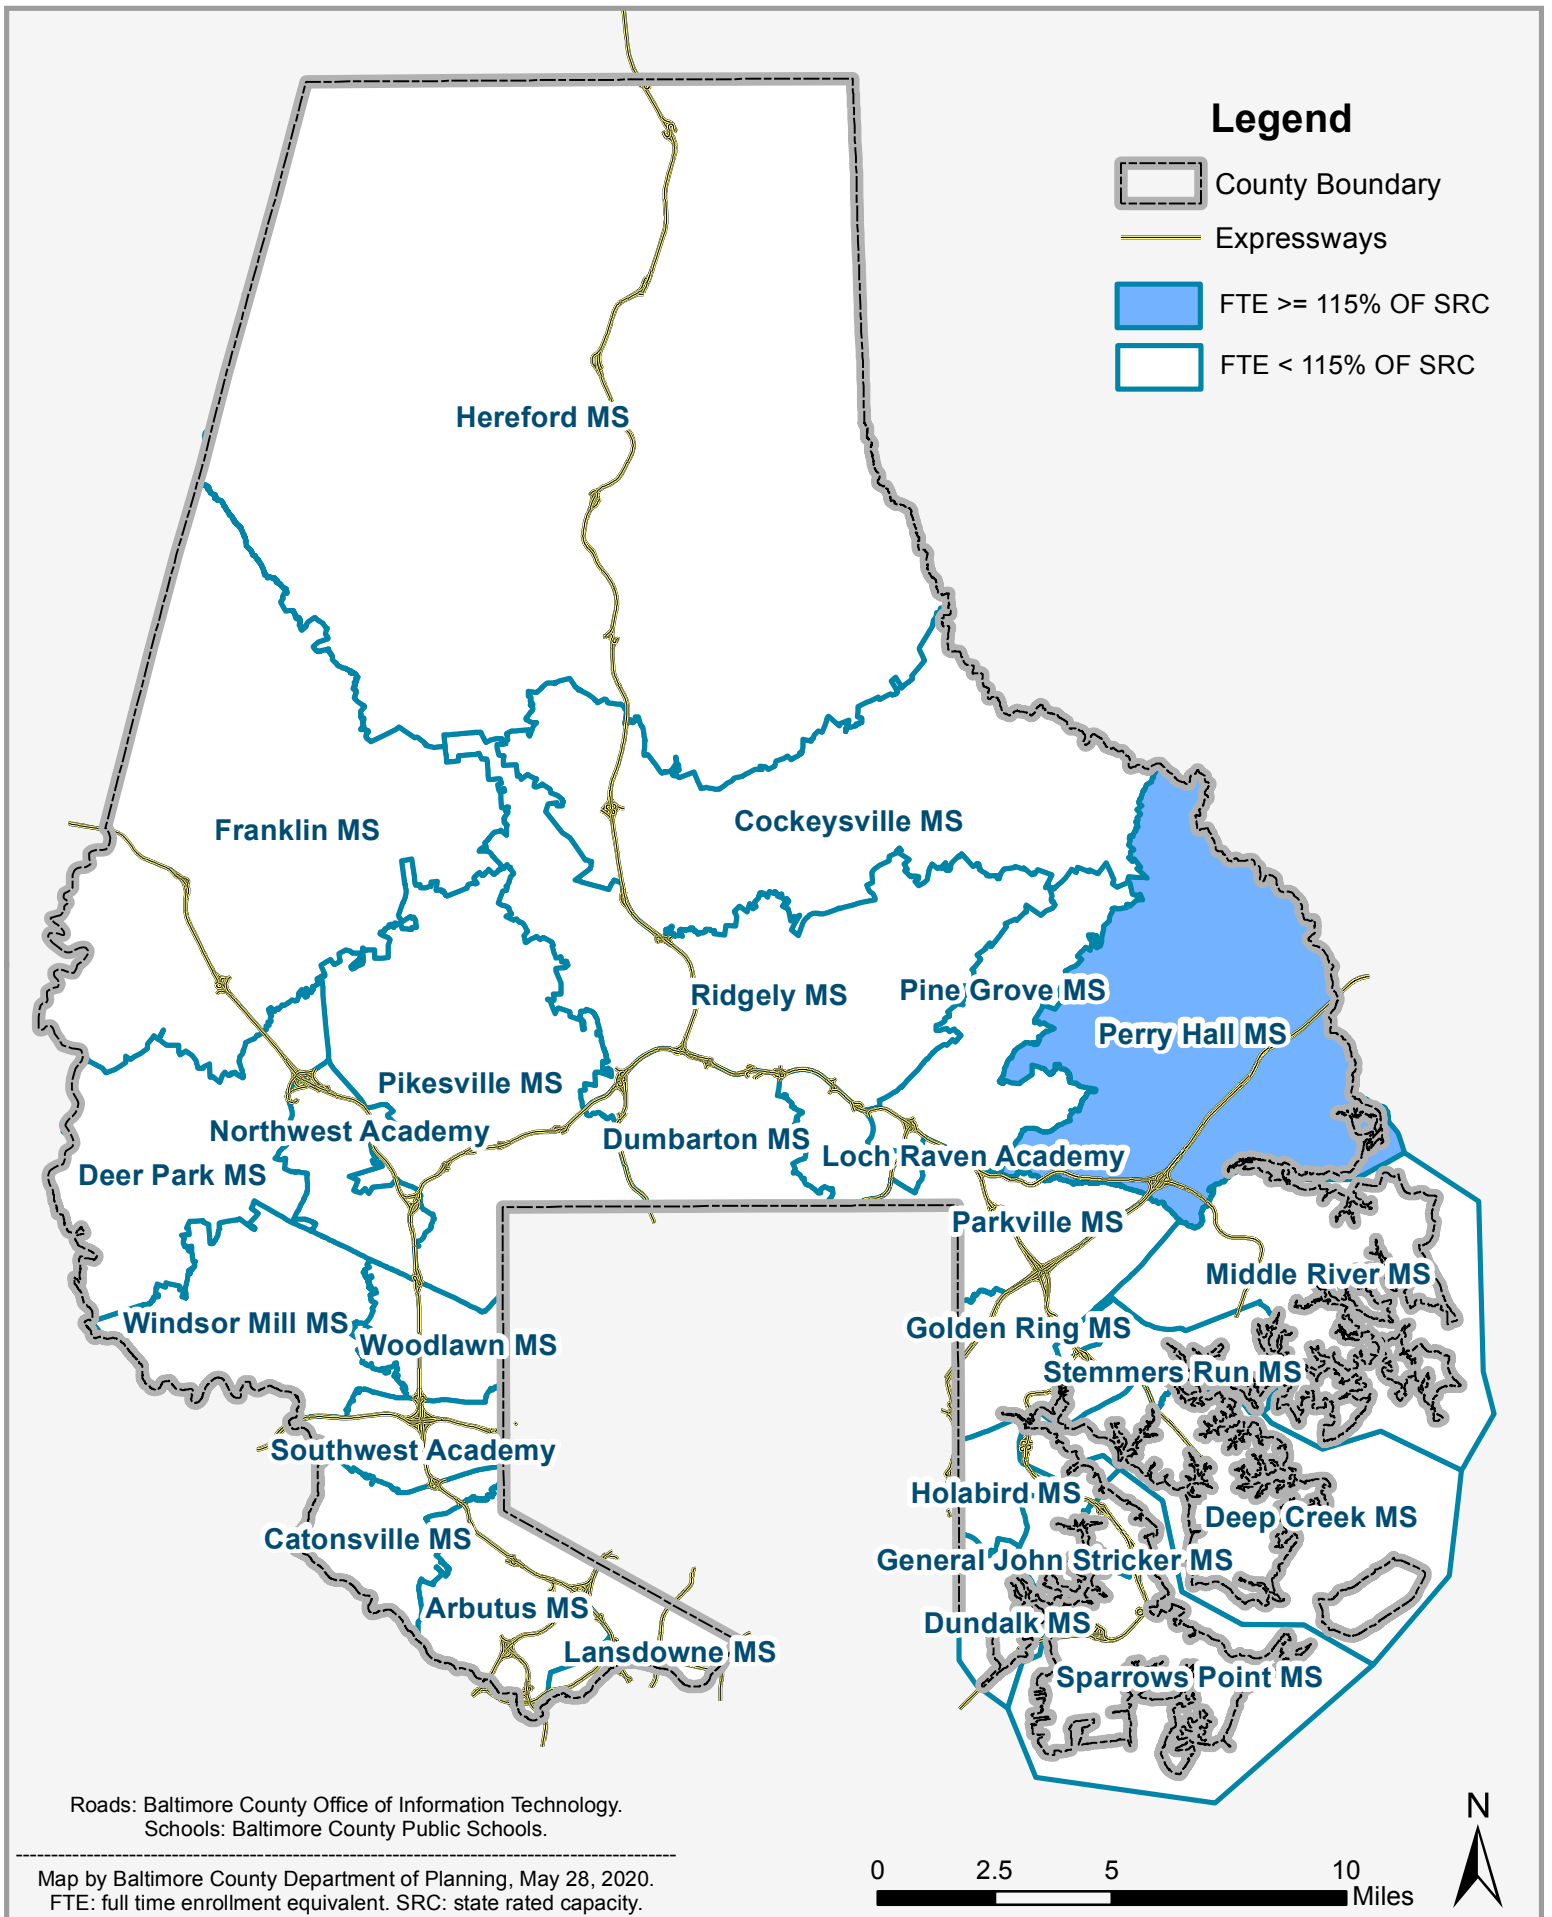 Legend
County Boundary
Expressways
FTE >= 115% OF SRC
FTE < 115% OF SRC
Hereford MS
Franklin MS
Cockeysville MS
Ridgely MS
Pine Grove MS
Perry Hall MS
Pikesville MS
Northwest Academy
Dumbarton MS
Loch Raven Academy
Deer Park MS
Parkville MS
Middle River MS
Windsor Mill MS
Woodlawn MS
Golden Ring MS
Stemmers Run MS
Southwest Academy
Holabird MS
Deep Creek MS
Catonsville MS
General John Stricker MS
Arbutus MS
Dundalk MS
Lansdowne MS
Sparrows Point MS
Roads: Baltimore County Office of Information Technology.
Schools: Baltimore County Public Schools.
Map by Baltimore County Department of Planning, May 28, 2020.
FTE: full time enrollment equivalent. SRC: state rated capacity.
0 2.5 5 10
Miles
N